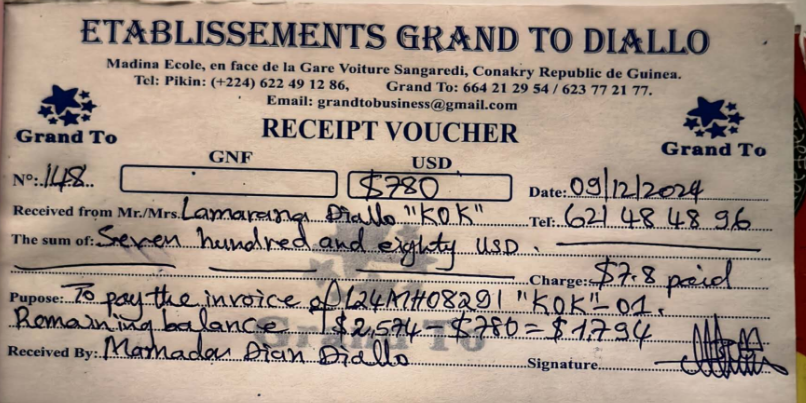 ETABLISSEMENTS GRAND TO DIALLO
Madina Ecole, en face de la Gare Voiture Sangaredi, Conakry Republic de Guinea.
Tel: Pikin: (+224) 622 49 12 86, Grand To: 664 21 29 54 / 623 77 21 77.
Email: grandtobusiness@gmail.com
Grand To
RECEIPT VOUCHER
Grand To
GNF USD
N°:.148.. $780 Date: 09/12/2024
Received from Mr./Mrs. Lamarana Diallo "KOK" Tel: 621 48 48 96
The sum of: Seven hundred and eighty USD.
Charge: $7.8 paid
Pupose: To pay the invoice of 124MH08291 "KOK"-01.
Remaining balance $2,574 - $780 = $1,794
Received By: Mamadou Dian Diallo Signature